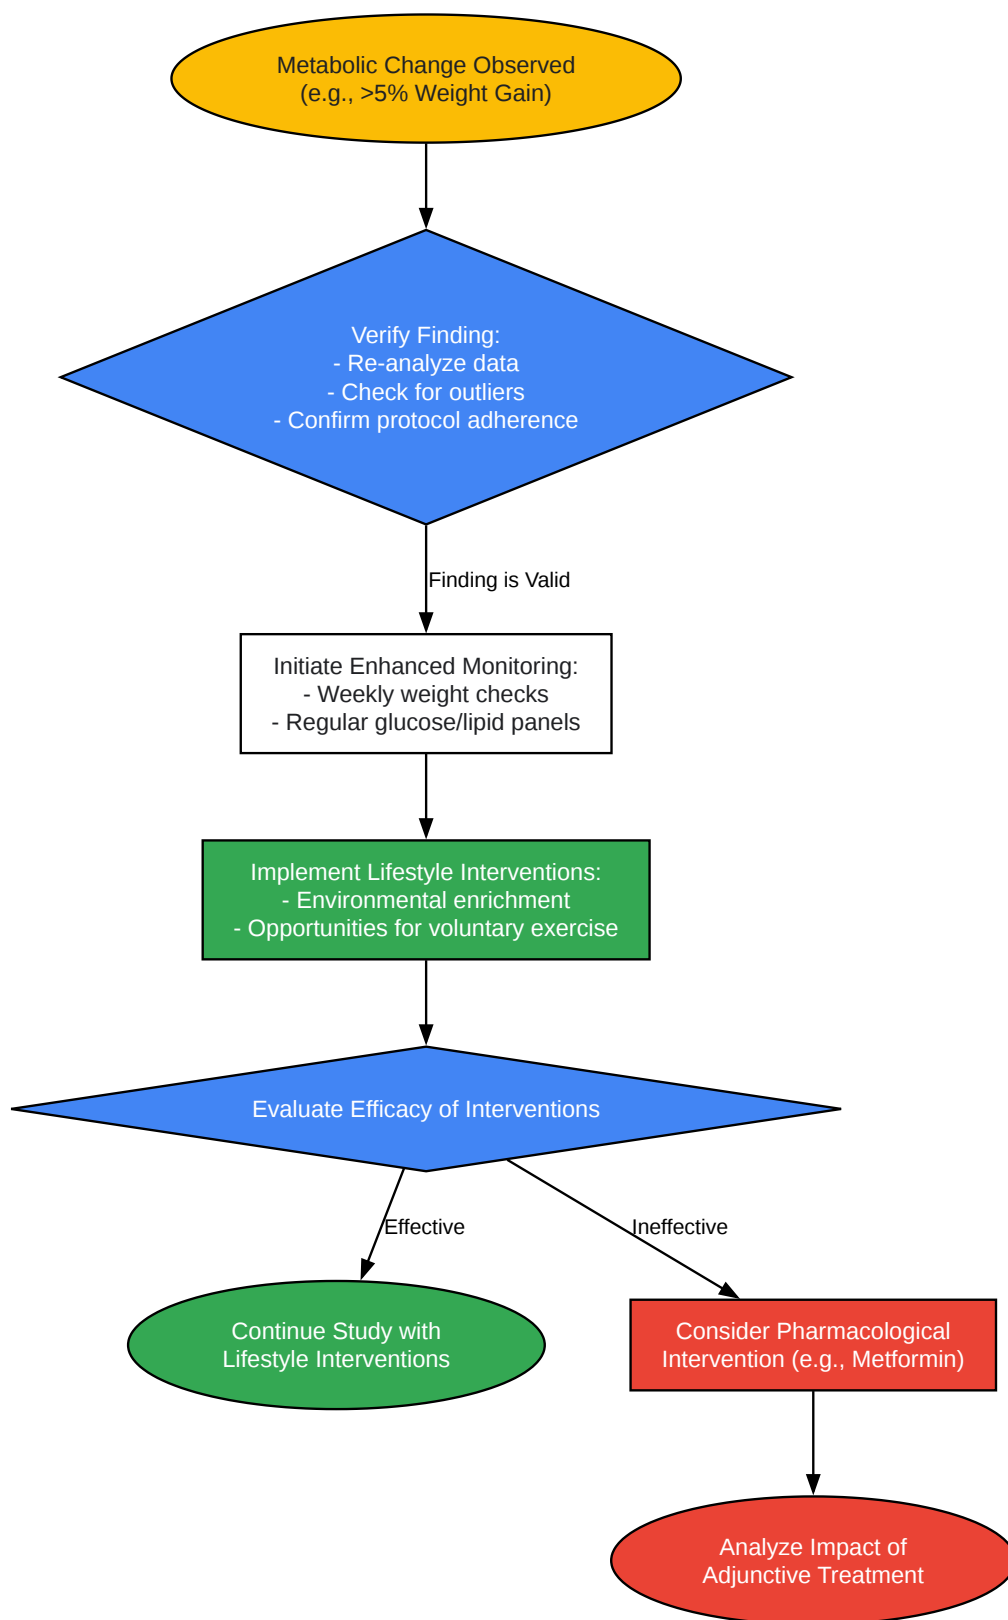 Metabolic Change Observed
(e.g., >5% Weight Gain)
Verify Finding:
- Re-analyze data
- Check for outliers
- Confirm protocol adherence
Finding is Valid
Initiate Enhanced Monitoring:
- Weekly weight checks
- Regular glucose/lipid panels
Implement Lifestyle Interventions:
- Environmental enrichment
- Opportunities for voluntary exercise
Evaluate Efficacy of Interventions
Effective
Ineffective
Continue Study with
Lifestyle Interventions
Consider Pharmacological
Intervention (e.g., Metformin)
Analyze Impact of
Adjunctive Treatment